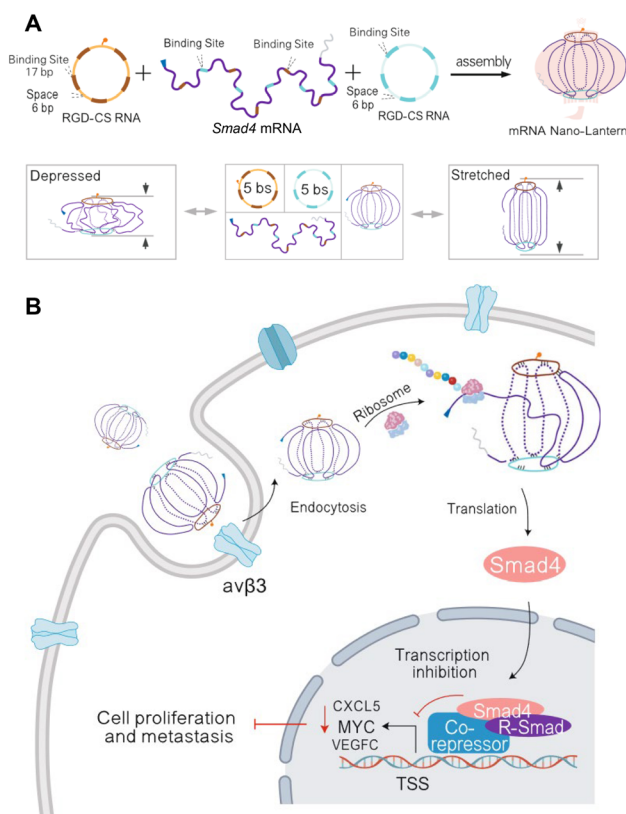 A
Binding Site
17 bp
Space
6 bp
RGD-CS RNA
+
Binding Site
Binding Site
Smad4 mRNA
+
Binding Site
Space
6 bp
RGD-CS RNA
assembly
mRNA Nano-Lantern
Depressed
5 bs
5 bs
Stretched
B
Ribosome
Endocytosis
avβ3
Translation
Smad4
Transcription
inhibition
CXCL5
MYC
VEGFC
Smad4
R-Smad
Co-
repressor
TSS
Cell proliferation
and metastasis